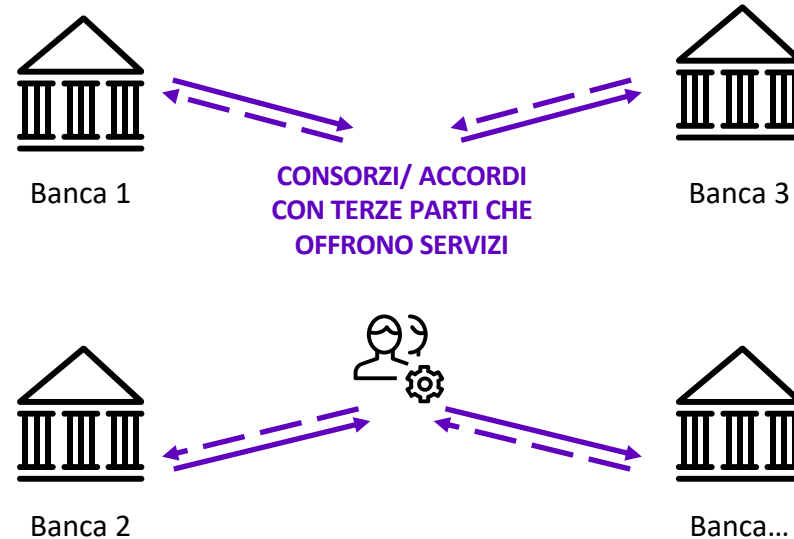 Banca 1
CONSORZI/ ACCORDI
CON TERZE PARTI CHE
OFFRONO SERVIZI
Banca 3
Banca 2
Banca...